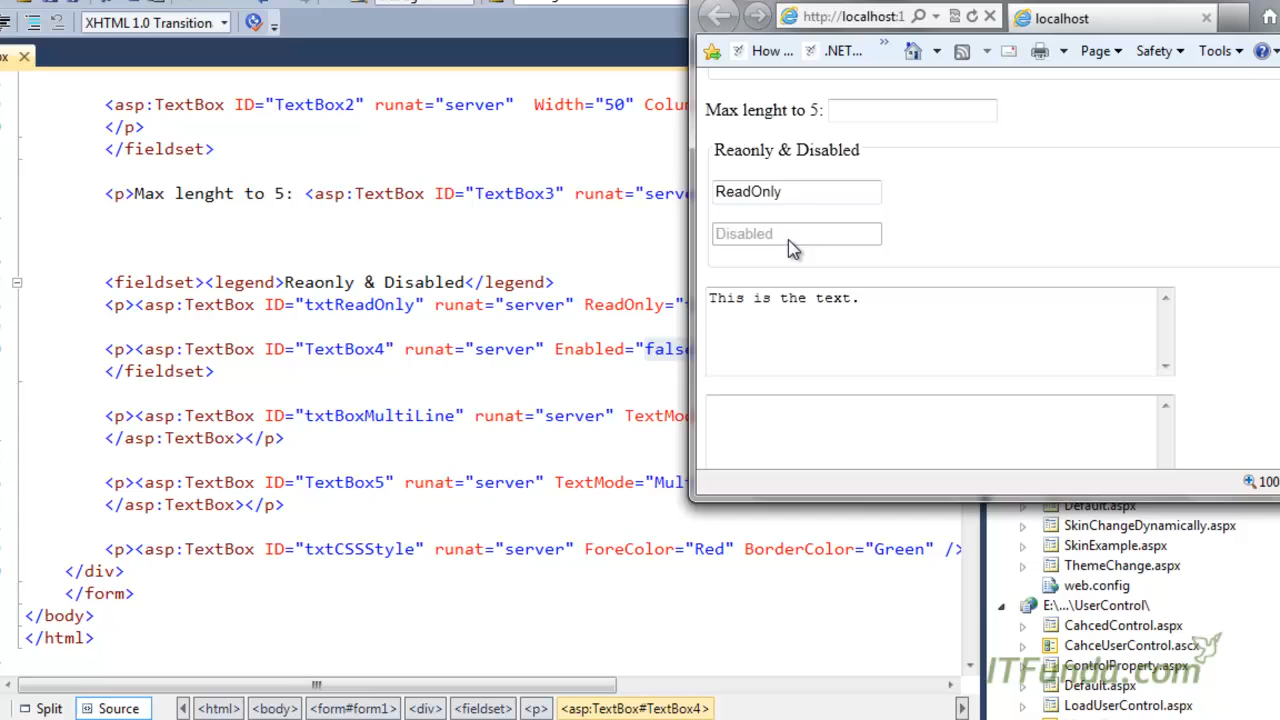 XHTML 1.0 Transition
http://localhost:1
localhost
How ...
.NET...
Page
Safety
Tools
<asp:TextBox ID="TextBox2" runat="server" Width="50" Colu
</p>
</fieldset>
<p>Max lenght to 5: <asp:TextBox ID="TextBox3" runat="serve
<fieldset><legend>Reaonly & Disabled</legend>
<p><asp:TextBox ID="txtReadOnly" runat="server" ReadOnly=
<p><asp:TextBox ID="TextBox4" runat="server" Enabled="false
</fieldset>
<p><asp:TextBox ID="txtBoxMultiLine" runat="server" TextMod
</asp:TextBox></p>
<p><asp:TextBox ID="TextBox5" runat="server" TextMode="Mul
</asp:TextBox></p>
<p><asp:TextBox ID="txtCSSStyle" runat="server" ForeColor="Red" BorderColor="Green" />
</div>
</form>
</body>
</html>
Max lenght to 5:
Reaonly & Disabled
ReadOnly
Disabled
This is the text.
100
Default.aspx
SkinChangeDynamically.aspx
SkinExample.aspx
ThemeChange.aspx
web.config
E:\...\UserControl\
CahcedControl.aspx
CahceUserControl.ascx
ControlProperty.aspx
Default.aspx
LoadUserControl.aspx
ITFunda.com
Split
Source
<html>
<body>
<form#form1>
<div>
<fieldset>
<p>
<asp:TextBox#TextBox4>